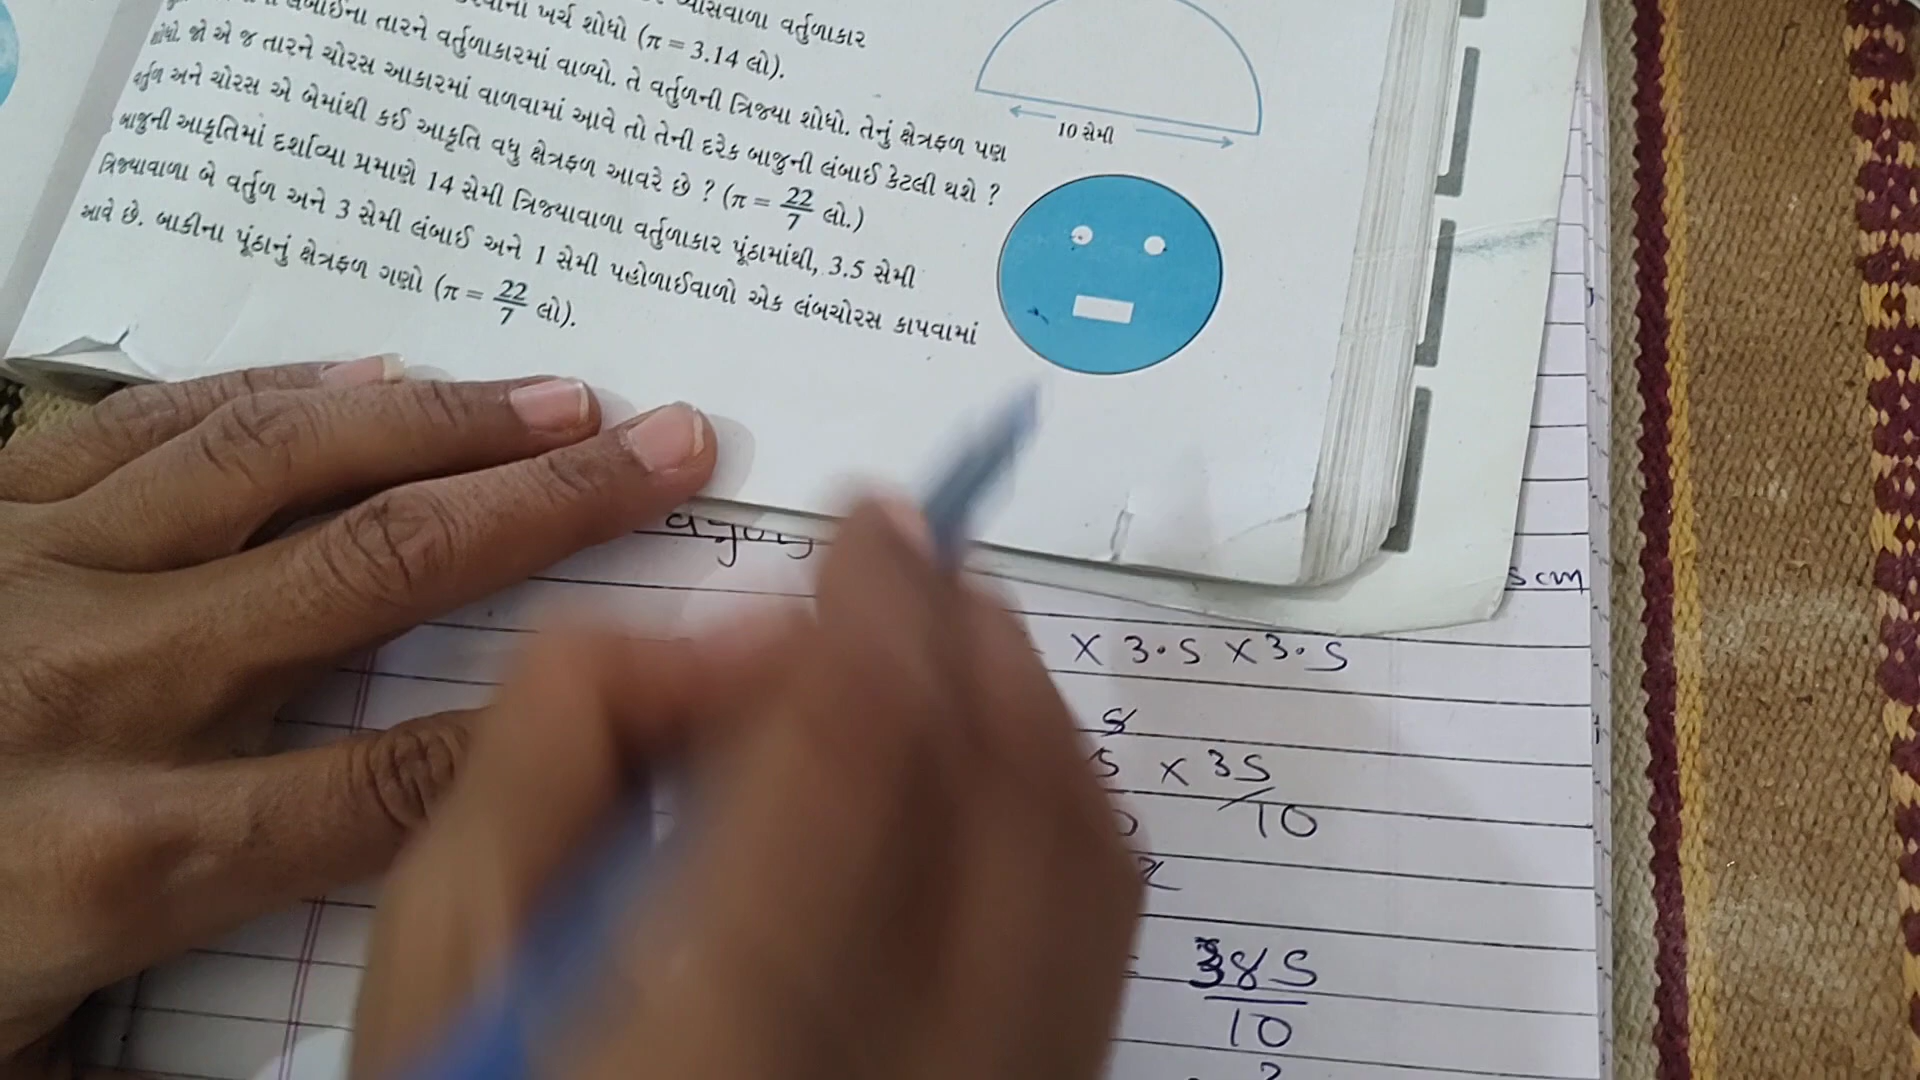 વ્યાસવાળા વર્તુળાકાર
ખર્ચ શોધો (π = 3.14 લો).
લંબાઈના તારને વર્તુળાકારમાં વાળ્યો. તે વર્તુળની ત્રિજ્યા શોધો. તેનું ક્ષેત્રફળ પણ
શોધો. જો એ જ તારને ચોરસ આકારમાં વાળવામાં આવે તો તેની દરેક બાજુની લંબાઈ કેટલી થશે ?
વર્તુળ અને ચોરસ એ બેમાંથી કઈ આકૃતિ વધુ ક્ષેત્રફળ આવરે છે ? (π = 22/7 લો.)
બાજુની આકૃતિમાં દર્શાવ્યા પ્રમાણે 14 સેમી ત્રિજ્યાવાળા વર્તુળાકાર પૂંઠામાંથી, 3.5 સેમી
ત્રિજ્યાવાળા બે વર્તુળ અને 3 સેમી લંબાઈ અને 1 સેમી પહોળાઈવાળો એક લંબચોરસ કાપવામાં
આવે છે. બાકીના પૂંઠાનું ક્ષેત્રફળ ગણો (π = 22/7 લો).
10 સેમી
વર્તુળ
5 cm
× 3.5 × 3.5
5 × 35/10
385
10